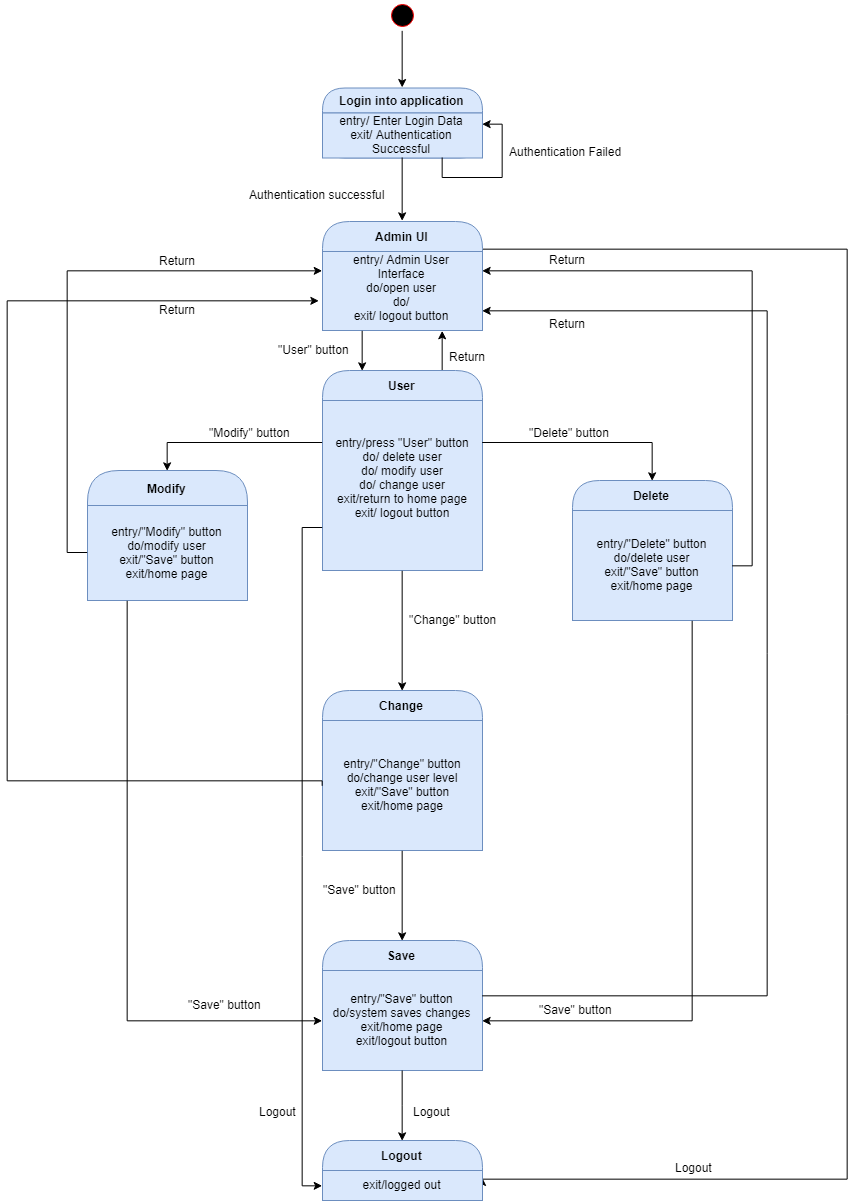 Login into application
entry/ Enter Login Data
exit/ Authentication
Successful
Authentication Failed
Authentication successful
Admin UI
entry/ Admin User
Interface
do/open user
do/
exit/ logout button
Return
Return
Return
Return
"User" button
Return
User
entry/press "User" button
do/ delete user
do/ modify user
do/ change user
exit/return to home page
exit/ logout button
"Modify" button
"Delete" button
Modify
entry/"Modify" button
do/modify user
exit/"Save" button
exit/home page
Delete
entry/"Delete" button
do/delete user
exit/"Save" button
exit/home page
"Change" button
Change
entry/"Change" button
do/change user level
exit/"Save" button
exit/home page
"Save" button
Save
entry/"Save" button
do/system saves changes
exit/home page
exit/logout button
"Save" button
"Save" button
Logout
Logout
Logout
exit/logged out
Logout